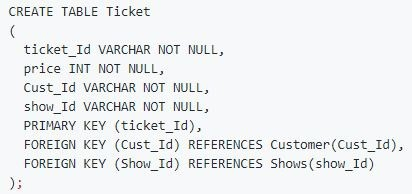 CREATE TABLE Ticket
(
  ticket_Id VARCHAR NOT NULL,
  price INT NOT NULL,
  Cust_Id VARCHAR NOT NULL,
  show_Id VARCHAR NOT NULL,
  PRIMARY KEY (ticket_Id),
  FOREIGN KEY (Cust_Id) REFERENCES Customer(Cust_Id),
  FOREIGN KEY (Show_Id) REFERENCES Shows(show_Id)
);